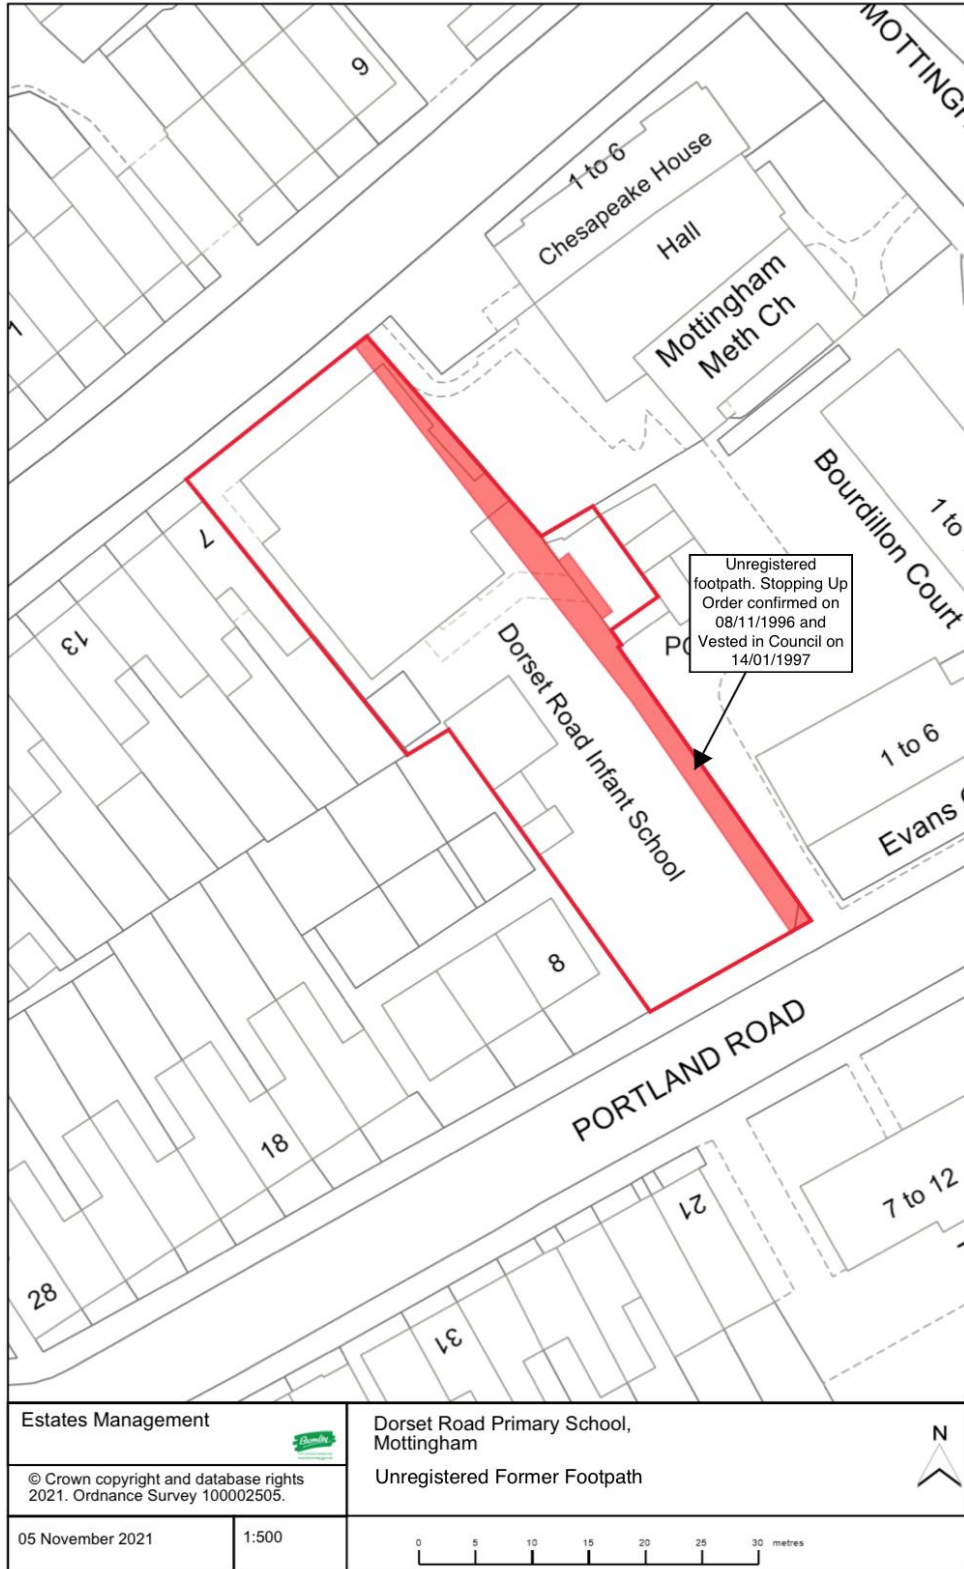 MOTTINGH
9
1 to 6
Chesapeake House
Hall
Mottingham
Meth Ch
1
Bourdillon Court
1 to
7
13
Unregistered
footpath. Stopping Up
Order confirmed on
08/11/1996 and
Vested in Council on
14/01/1997
Dorset Road Infant School
1 to 6
Evans
8
PORTLAND ROAD
18
28
21
31
7 to 12
Estates Management
Bromley
© Crown copyright and database rights
2021. Ordnance Survey 100002505.
05 November 2021
1:500
Dorset Road Primary School,
Mottingham
Unregistered Former Footpath
N
0 5 10 15 20 25 30 metres